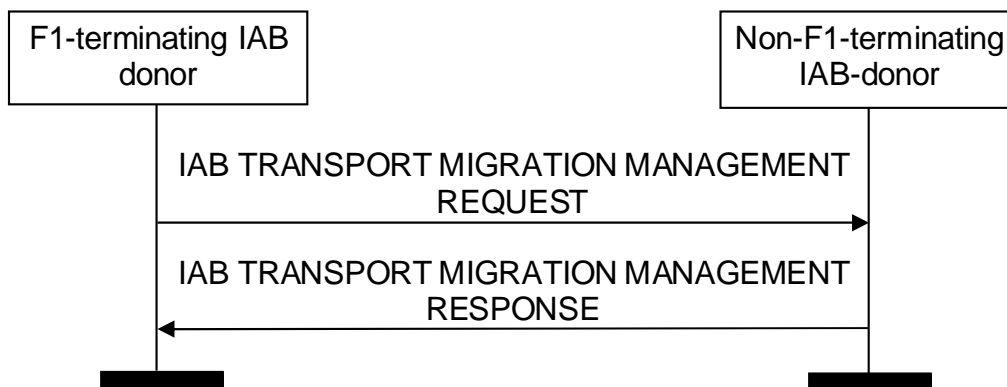 F1-terminating IAB
donor
Non-F1-terminating
IAB-donor
IAB TRANSPORT MIGRATION MANAGEMENT
REQUEST
IAB TRANSPORT MIGRATION MANAGEMENT
RESPONSE